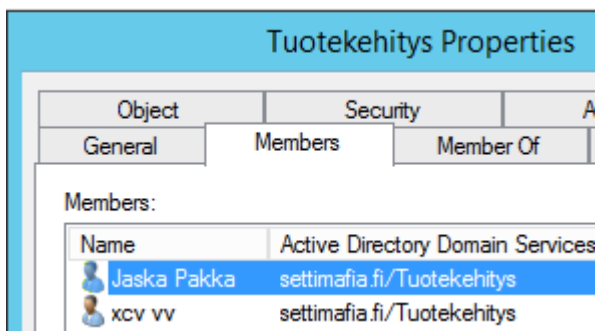 Tuotekehitys Properties
Object Security
General Members Member Of
Members:
Name Active Directory Domain Services
Jaska Pakka settimafia.fi/Tuotekehitys
xcv vv settimafia.fi/Tuotekehitys